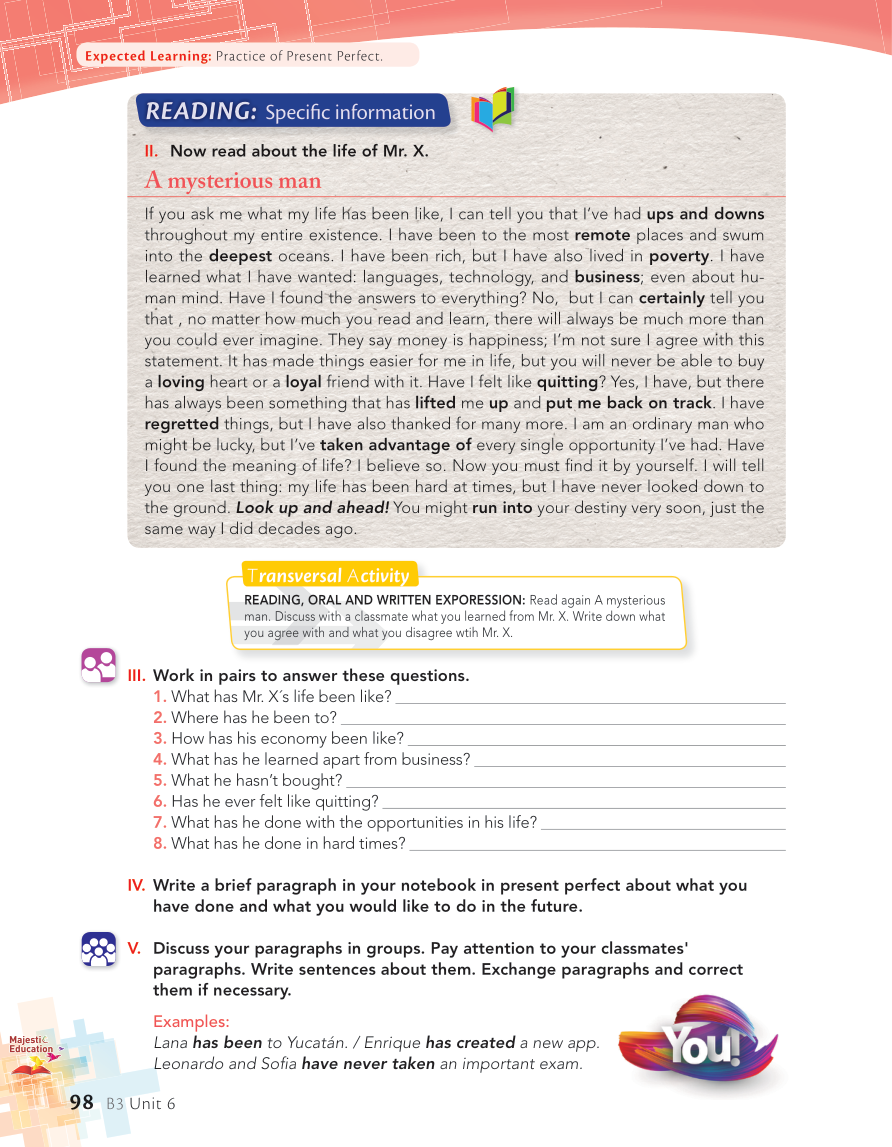 Expected Learning: Practice of Present Perfect.
READING: Specific information
II. Now read about the life of Mr. X.
A mysterious man
If you ask me what my life has been like, I can tell you that I've had ups and downs
throughout my entire existence. I have been to the most remote places and swum
into the deepest oceans. I have been rich, but I have also lived in poverty. I have
learned what I have wanted: languages, technology, and business; even about hu-
man mind. Have I found the answers to everything? No,  but I can certainly tell you
that , no matter how much you read and learn, there will always be much more than
you could ever imagine. They say money is happiness; I'm not sure I agree with this
statement. It has made things easier for me in life, but you will never be able to buy
a loving heart or a loyal friend with it. Have I felt like quitting? Yes, I have, but there
has always been something that has lifted me up and put me back on track. I have
regretted things, but I have also thanked for many more. I am an ordinary man who
might be lucky, but I've taken advantage of every single opportunity I've had. Have
I found the meaning of life? I believe so. Now you must find it by yourself. I will tell
you one last thing: my life has been hard at times, but I have never looked down to
the ground. Look up and ahead! You might run into your destiny very soon, just the
same way I did decades ago.
Transversal Activity
READING, ORAL AND WRITTEN EXPORESSION: Read again A mysterious
man. Discuss with a classmate what you learned from Mr. X. Write down what
you agree with and what you disagree wtih Mr. X.
III. Work in pairs to answer these questions.
1. What has Mr. X´s life been like?
2. Where has he been to?
3. How has his economy been like?
4. What has he learned apart from business?
5. What he hasn't bought?
6. Has he ever felt like quitting?
7. What has he done with the opportunities in his life?
8. What has he done in hard times?
IV. Write a brief paragraph in your notebook in present perfect about what you
have done and what you would like to do in the future.
V. Discuss your paragraphs in groups. Pay attention to your classmates'
paragraphs. Write sentences about them. Exchange paragraphs and correct
them if necessary.
Examples:
Lana has been to Yucatán. / Enrique has created a new app.
Leonardo and Sofia have never taken an important exam.
You!
Majestic
Education
98 B3 Unit 6